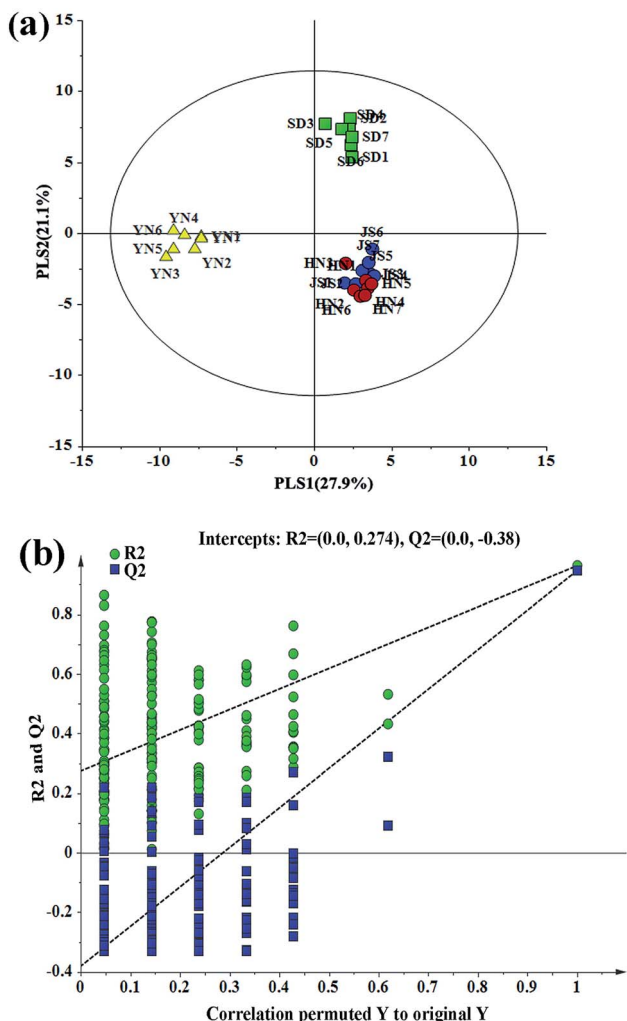 (a)
15
10
5
0
-5
-10
-15
PLS2(21.1%)
SD4
SD3 SD2
SD5 SD7
SD6 SD1
YN4
YN6
YN1
YN5
YN3 YN2
JS6
JS7
HN3 HN1 JS5
JS2 HN5
HN2 HN4
HN6 HN7
-15 -10 -5 0 5 10 15
PLS1(27.9%)
(b)
Intercepts: R2=(0.0, 0.274), Q2=(0.0, -0.38)
R2
Q2
0.8
0.6
0.4
0.2
0
-0.2
-0.4
R2 and Q2
0 0.1 0.2 0.3 0.4 0.5 0.6 0.7 0.8 0.9 1
Correlation permuted Y to original Y